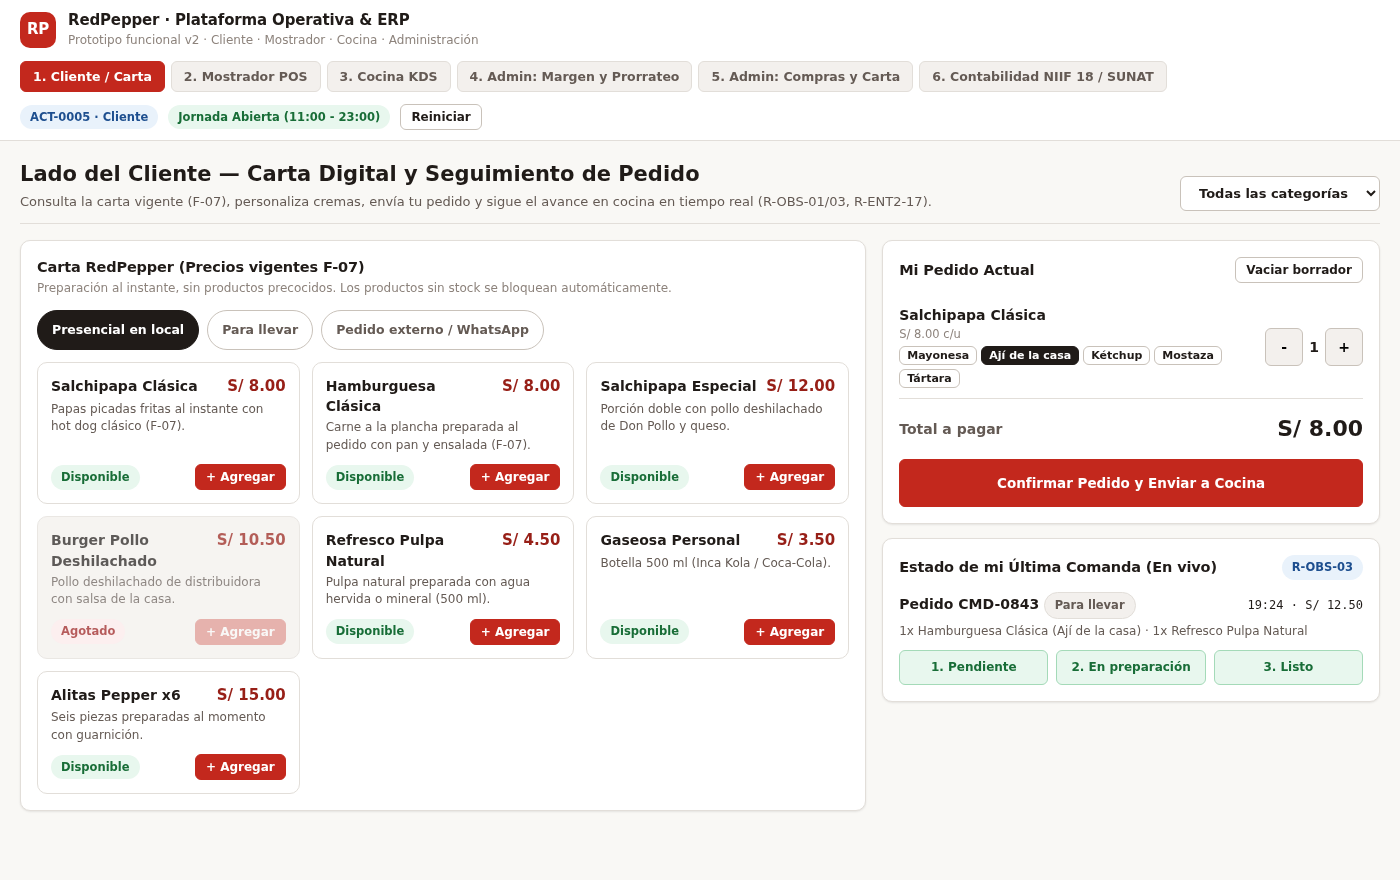 RP
RedPepper · Plataforma Operativa & ERP
Prototipo funcional v2 · Cliente · Mostrador · Cocina · Administración
1. Cliente / Carta
2. Mostrador POS
3. Cocina KDS
4. Admin: Margen y Prorrateo
5. Admin: Compras y Carta
6. Contabilidad NIIF 18 / SUNAT
ACT-0005 · Cliente
Jornada Abierta (11:00 - 23:00)
Reiniciar
Lado del Cliente — Carta Digital y Seguimiento de Pedido
Consulta la carta vigente (F-07), personaliza cremas, envía tu pedido y sigue el avance en cocina en tiempo real (R-OBS-01/03, R-ENT2-17).
Todas las categorías
Carta RedPepper (Precios vigentes F-07)
Preparación al instante, sin productos precocidos. Los productos sin stock se bloquean automáticamente.
Presencial en local
Para llevar
Pedido externo / WhatsApp
Salchipapa Clásica
S/ 8.00
Papas picadas fritas al instante con
hot dog clásico (F-07).
Disponible
+ Agregar
Hamburguesa
Clásica
S/ 8.00
Carne a la plancha preparada al
pedido con pan y ensalada (F-07).
Disponible
+ Agregar
Salchipapa Especial
S/ 12.00
Porción doble con pollo deshilachado
de Don Pollo y queso.
Disponible
+ Agregar
Burger Pollo
Deshilachado
S/ 10.50
Pollo deshilachado de distribuidora
con salsa de la casa.
Agotado
+ Agregar
Refresco Pulpa
Natural
S/ 4.50
Pulpa natural preparada con agua
hervida o mineral (500 ml).
Disponible
+ Agregar
Gaseosa Personal
S/ 3.50
Botella 500 ml (Inca Kola / Coca-Cola).
Disponible
+ Agregar
Alitas Pepper x6
S/ 15.00
Seis piezas preparadas al momento
con guarnición.
Disponible
+ Agregar
Mi Pedido Actual
Vaciar borrador
Salchipapa Clásica
S/ 8.00 c/u
Mayonesa
Ají de la casa
Kétchup
Mostaza
Tártara
- 1 +
Total a pagar
S/ 8.00
Confirmar Pedido y Enviar a Cocina
Estado de mi Última Comanda (En vivo)
R-OBS-03
Pedido CMD-0843
Para llevar
19:24 · S/ 12.50
1x Hamburguesa Clásica (Ají de la casa) · 1x Refresco Pulpa Natural
1. Pendiente
2. En preparación
3. Listo